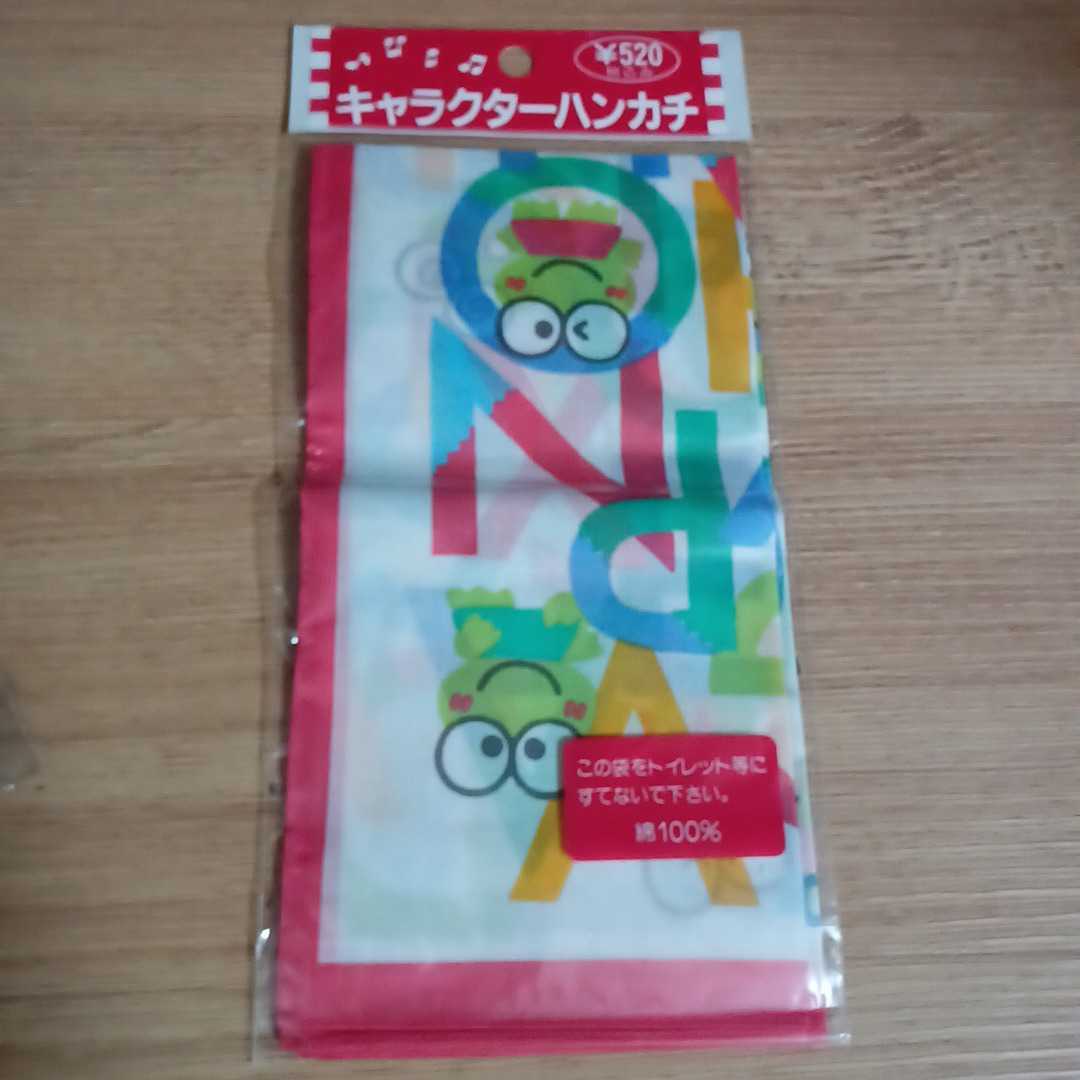 ¥520
税込み
キャラクターハンカチ
この袋をトイレット等に
すてないで下さい。
綿100%